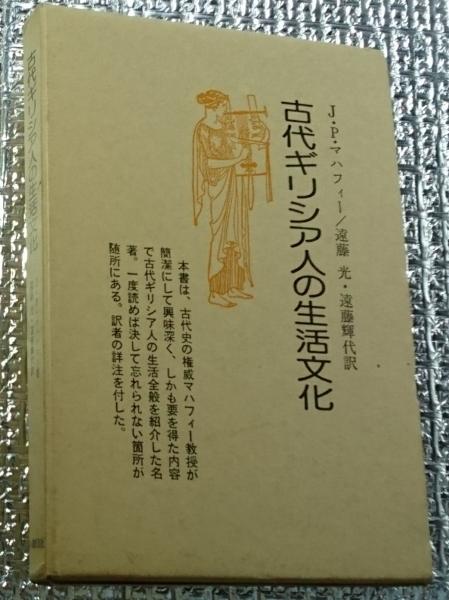 J・P・マハフィー/遠藤 光・遠藤輝代訳
古代ギリシア人の生活文化
本書は、古代史の権威マハフィー教授が
簡潔にして興味深く、しかも要を得た内容
で古代ギリシア人の生活全般を紹介した名
著。一度読めば決して忘れられない箇所が
随所にある。訳者の詳注を付した。
古代ギリシア人の生活文化